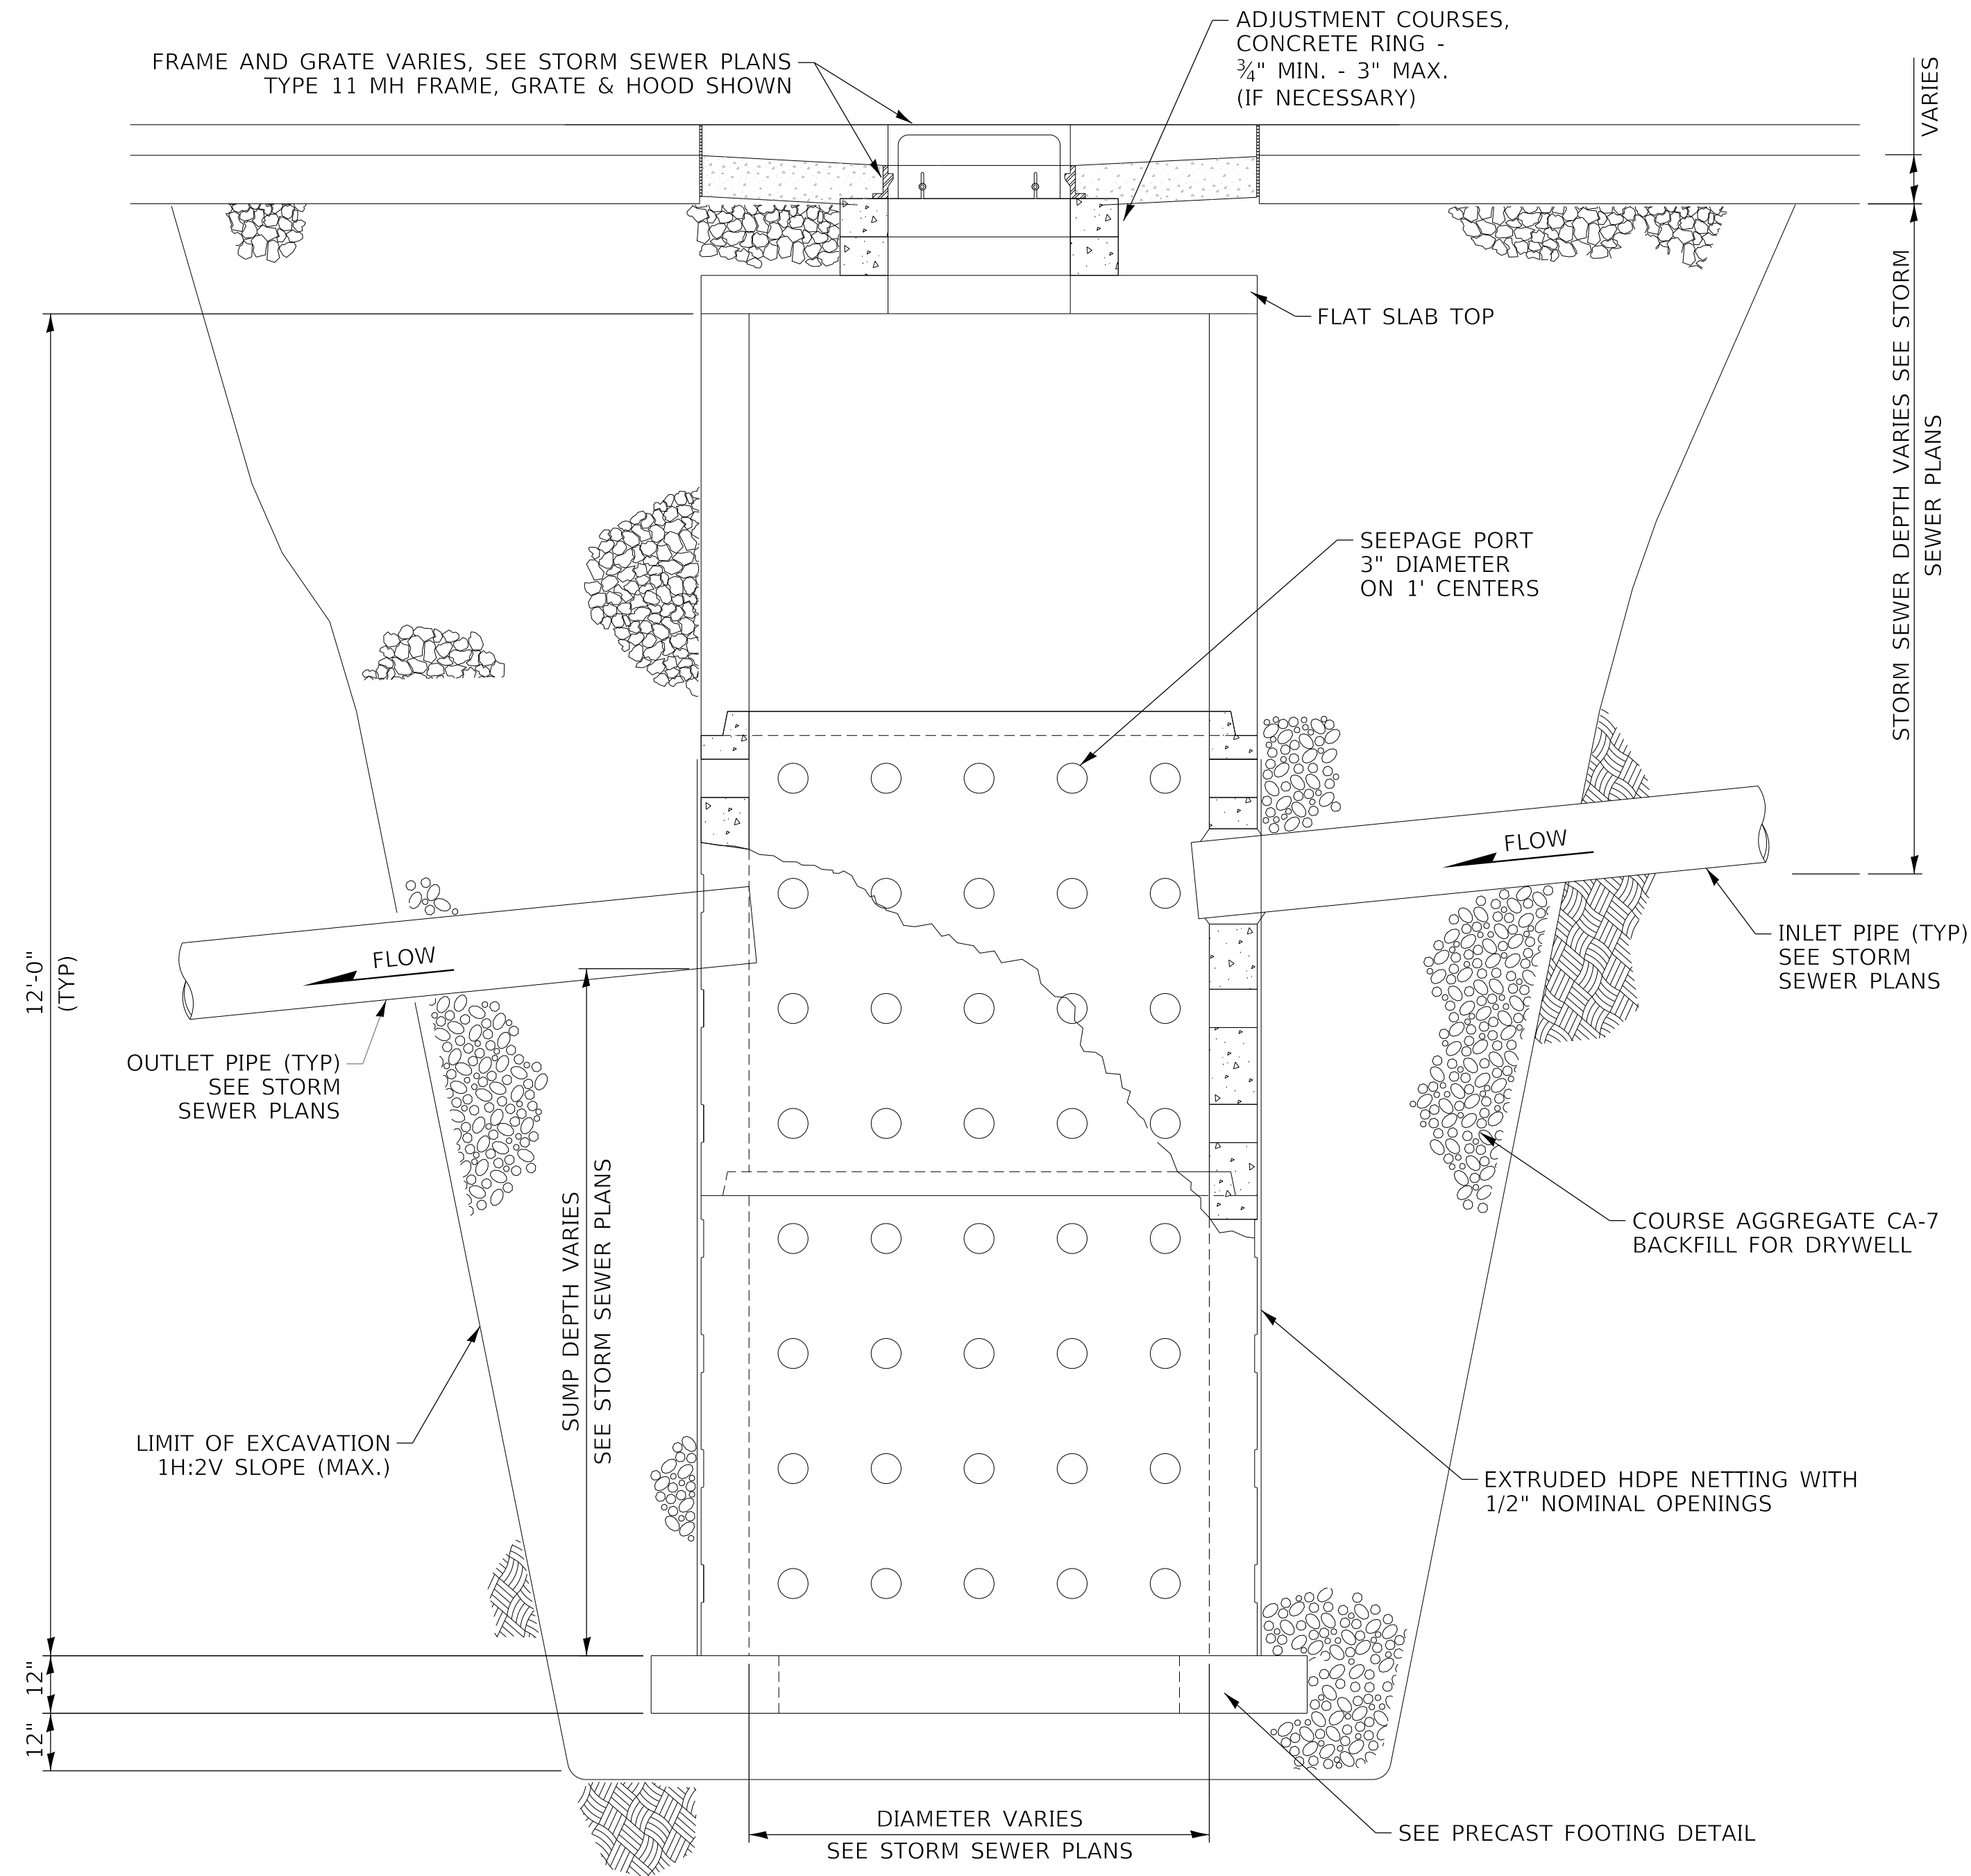 FRAME AND GRATE VARIES, SEE STORM SEWER PLANS
TYPE 11 MH FRAME, GRATE & HOOD SHOWN
ADJUSTMENT COURSES,
CONCRETE RING -
¾" MIN. - 3" MAX.
(IF NECESSARY)
VARIES
FLAT SLAB TOP
STORM SEWER DEPTH VARIES SEE STORM
SEWER PLANS
SEEPAGE PORT
3" DIAMETER
ON 1' CENTERS
FLOW
FLOW
INLET PIPE (TYP)
SEE STORM
SEWER PLANS
12'-0"
(TYP)
OUTLET PIPE (TYP)
SEE STORM
SEWER PLANS
SUMP DEPTH VARIES
SEE STORM SEWER PLANS
COURSE AGGREGATE CA-7
BACKFILL FOR DRYWELL
LIMIT OF EXCAVATION
1H:2V SLOPE (MAX.)
EXTRUDED HDPE NETTING WITH
1/2" NOMINAL OPENINGS
12"
12"
DIAMETER VARIES
SEE STORM SEWER PLANS
SEE PRECAST FOOTING DETAIL